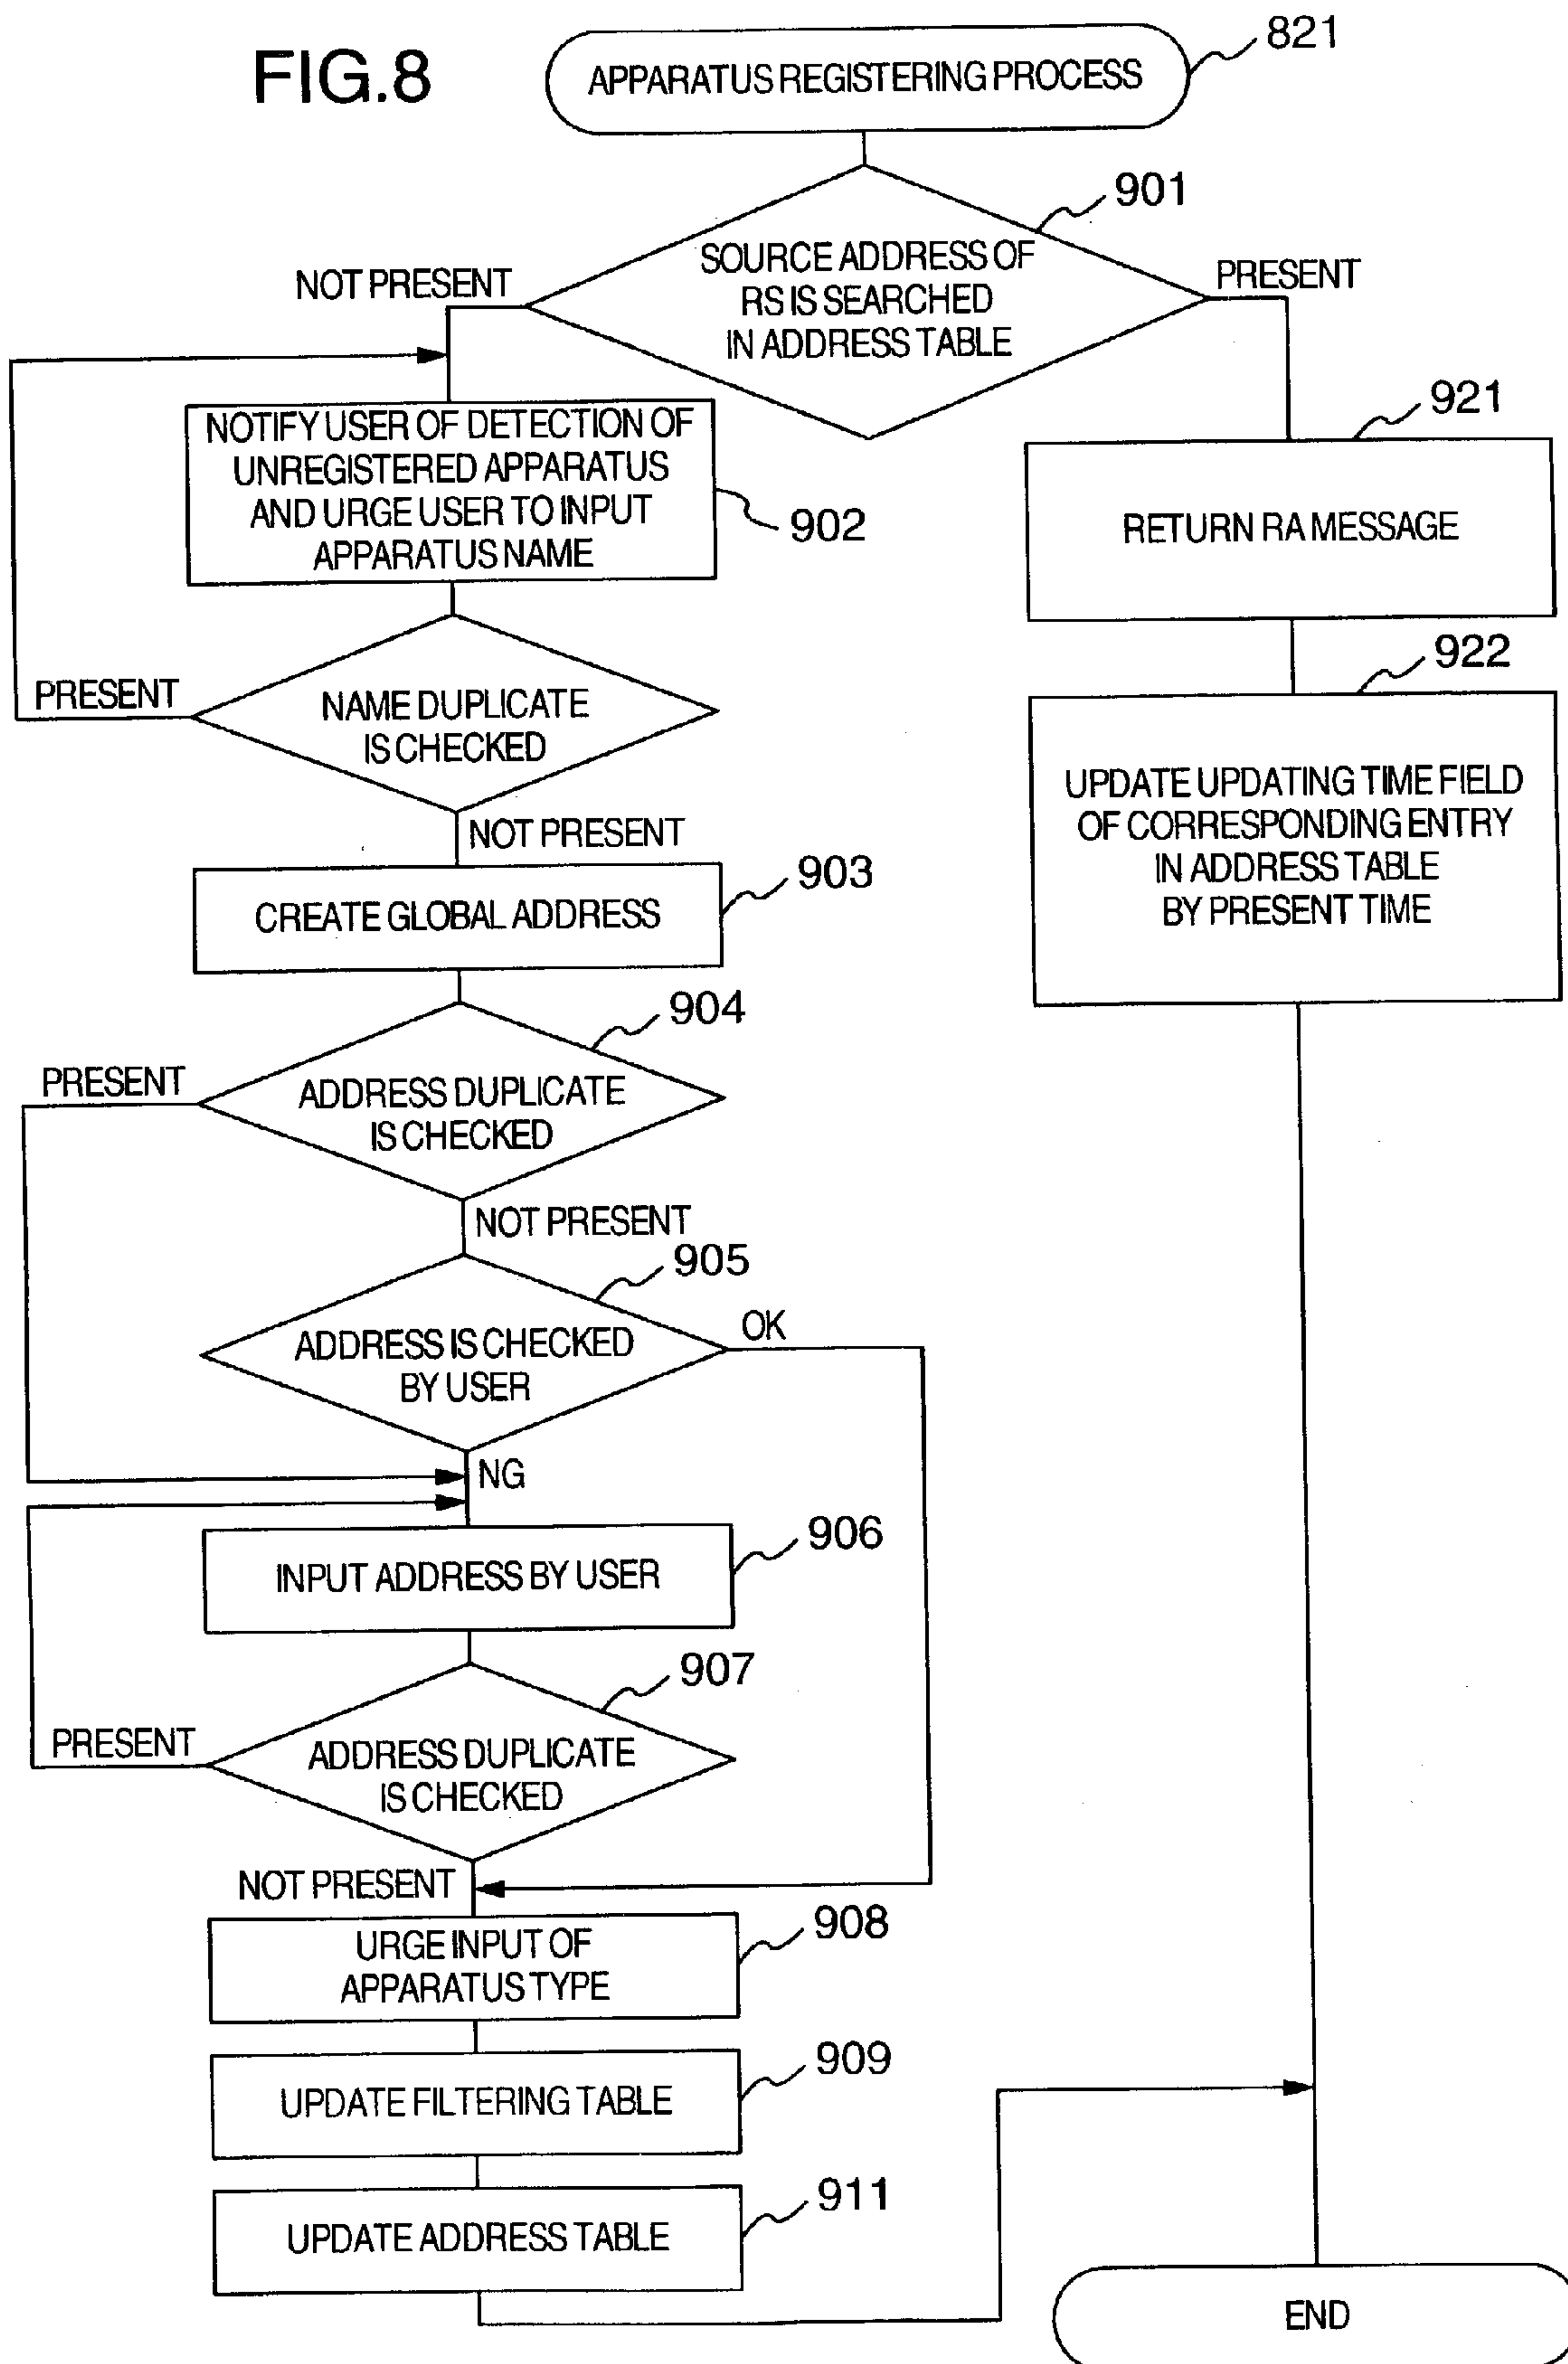 FIG.8
APPARATUS REGISTERING PROCESS
821
901
SOURCE ADDRESS OF
RS IS SEARCHED
IN ADDRESS TABLE
NOT PRESENT
PRESENT
NOTIFY USER OF DETECTION OF
UNREGISTERED APPARATUS
AND URGE USER TO INPUT
APPARATUS NAME
902
921
RETURN RA MESSAGE
922
UPDATE UPDATING TIME FIELD
OF CORRESPONDING ENTRY
IN ADDRESS TABLE
BY PRESENT TIME
PRESENT
NAME DUPLICATE
IS CHECKED
NOT PRESENT
903
CREATE GLOBAL ADDRESS
904
PRESENT
ADDRESS DUPLICATE
IS CHECKED
NOT PRESENT
905
ADDRESS IS CHECKED
BY USER
OK
NG
906
INPUT ADDRESS BY USER
907
PRESENT
ADDRESS DUPLICATE
IS CHECKED
NOT PRESENT
908
URGE INPUT OF
APPARATUS TYPE
909
UPDATE FILTERING TABLE
911
UPDATE ADDRESS TABLE
END